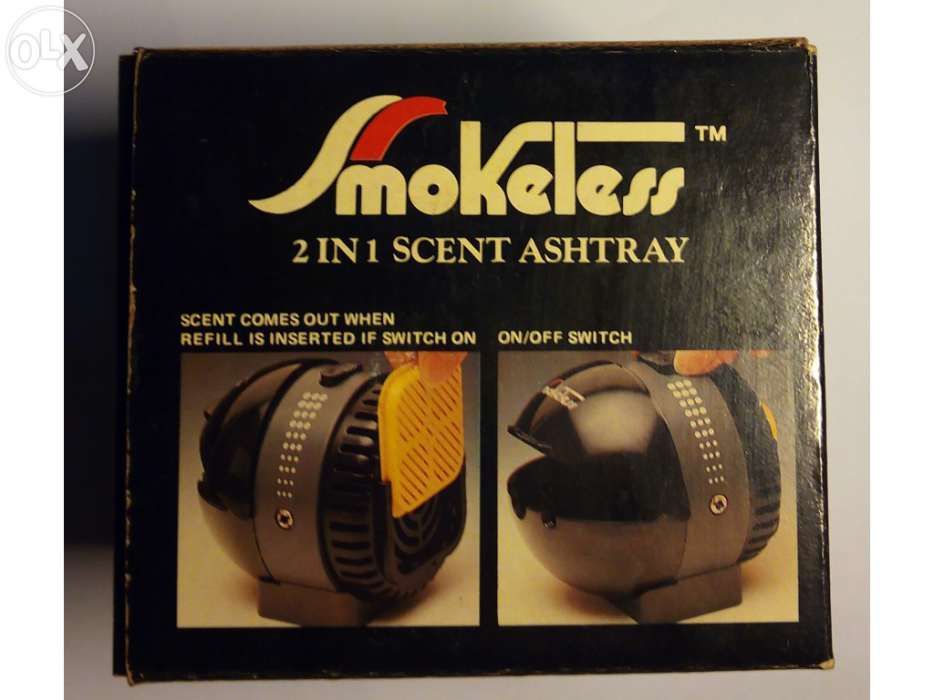 OLX
Smokeless™
2 IN 1 SCENT ASHTRAY
SCENT COMES OUT WHEN
REFILL IS INSERTED IF SWITCH ON
ON/OFF SWITCH